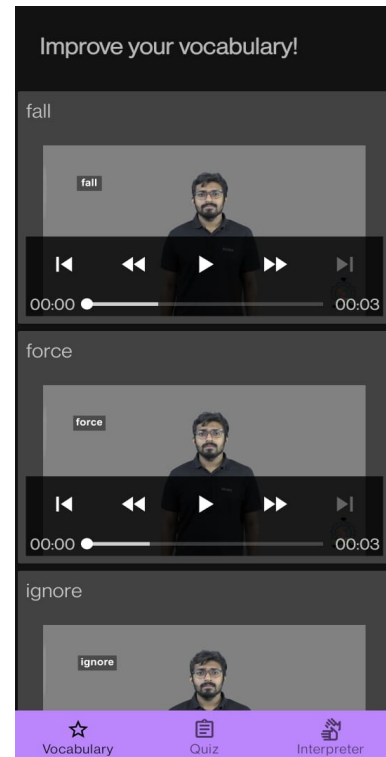 Improve your vocabulary!
fall
fall
00:00 00:03
force
force
00:00 00:03
ignore
ignore
Vocabulary Quiz Interpreter